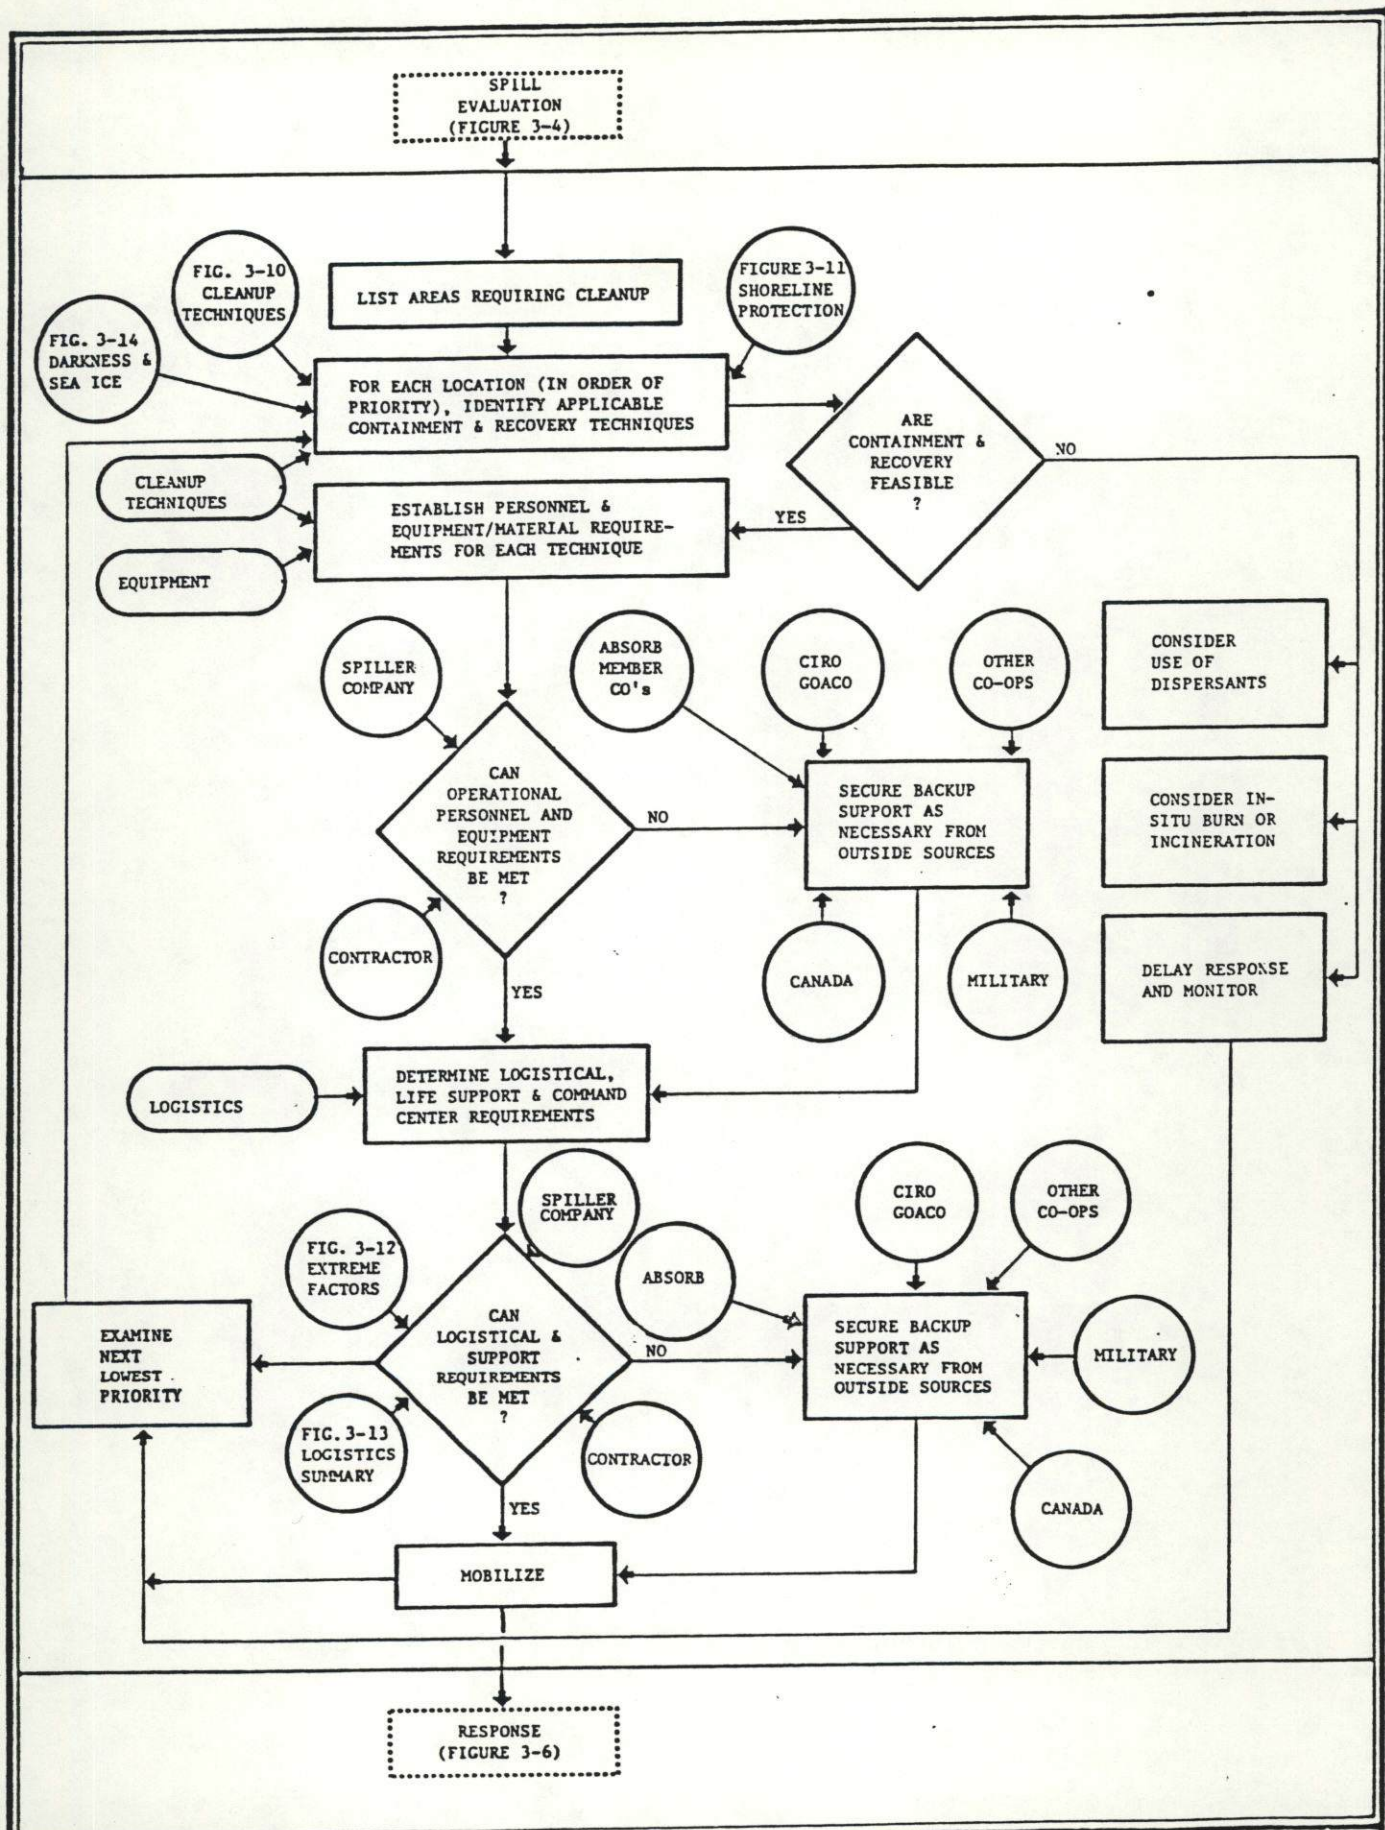 SPILL
EVALUATION
(FIGURE 3-4)
FIG. 3-10
CLEANUP
TECHNIQUES
LIST AREAS REQUIRING CLEANUP
FIGURE 3-11
SHORELINE
PROTECTION
FIG. 3-14
DARKNESS &
SEA ICE
FOR EACH LOCATION (IN ORDER OF
PRIORITY), IDENTIFY APPLICABLE
CONTAINMENT & RECOVERY TECHNIQUES
ARE
CONTAINMENT &
RECOVERY
FEASIBLE
?
NO
YES
CLEANUP
TECHNIQUES
ESTABLISH PERSONNEL &
EQUIPMENT/MATERIAL REQUIRE-
MENTS FOR EACH TECHNIQUE
EQUIPMENT
SPILLER
COMPANY
ABSORB
MEMBER
CO's
CIRO
GOACO
OTHER
CO-OPS
CONSIDER
USE OF
DISPERSANTS
CAN
OPERATIONAL
PERSONNEL AND
EQUIPMENT
REQUIREMENTS
BE MET
?
NO
SECURE BACKUP
SUPPORT AS
NECESSARY FROM
OUTSIDE SOURCES
CONSIDER IN-
SITU BURN OR
INCINERATION
CONTRACTOR
YES
CANADA
MILITARY
DELAY RESPONSE
AND MONITOR
LOGISTICS
DETERMINE LOGISTICAL,
LIFE SUPPORT & COMMAND
CENTER REQUIREMENTS
SPILLER
COMPANY
CIRO
GOACO
OTHER
CO-OPS
FIG. 3-12
EXTREME
FACTORS
ABSORB
EXAMINE
NEXT
LOWEST
PRIORITY
CAN
LOGISTICAL &
SUPPORT
REQUIREMENTS
BE MET
?
NO
SECURE BACKUP
SUPPORT AS
NECESSARY FROM
OUTSIDE SOURCES
MILITARY
FIG. 3-13
LOGISTICS
SUMMARY
CONTRACTOR
CANADA
YES
MOBILIZE
RESPONSE
(FIGURE 3-6)